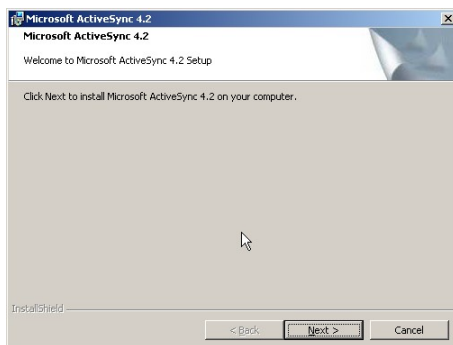 Microsoft ActiveSync 4.2
Microsoft ActiveSync 4.2
Welcome to Microsoft ActiveSync 4.2 Setup
Click Next to install Microsoft ActiveSync 4.2 on your computer.
InstallShield
< Back Next > Cancel